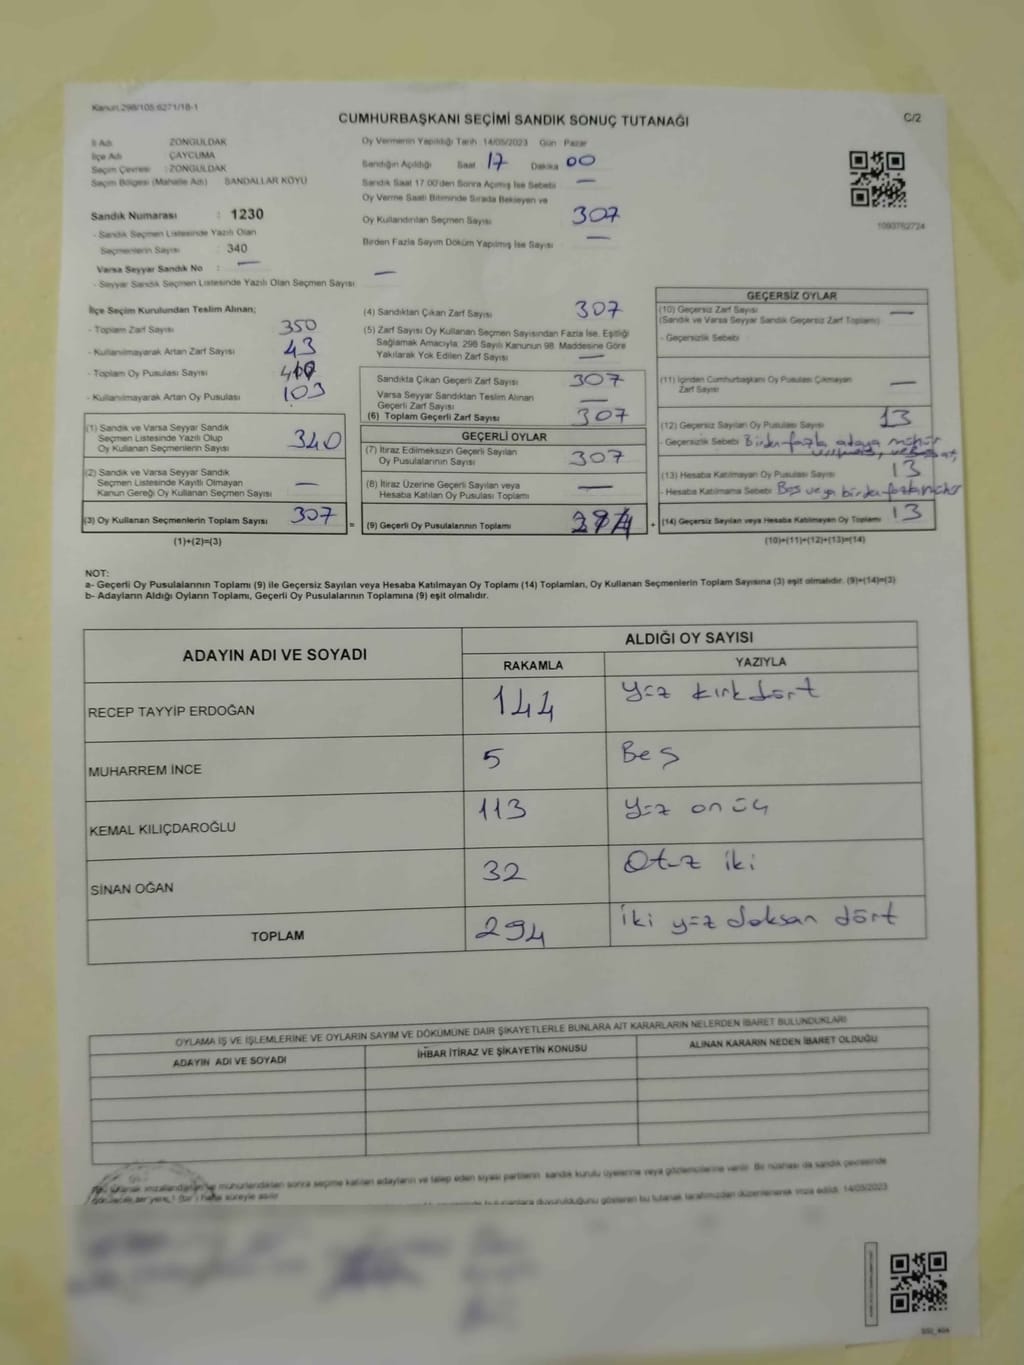 Kanun 298/105 6271/18-1
CUMHURBAŞKANI SEÇİMİ SANDIK SONUÇ TUTANAĞI
C/2
İl Adı ZONGULDAK
İlçe Adı ÇAYCUMA
Seçim Çevresi : ZONGULDAK
Seçim Bölgesi (Mahalle Adı) SANDALLAR KÖYÜ
Sandık Numarası : 1230
- Sandık Seçmen Listesinde Yazılı Olan
Seçmenlerin Sayısı : 340
Varsa Seyyar Sandık No : —
- Seyyar Sandık Seçmen Listesinde Yazılı Olan Seçmen Sayısı —
Oy Vermenin Yapıldığı Tarih 14/05/2023 Gün Pazar
Sandığın Açıldığı Saat 17 Dakika 00
Sandık Saat 17.00'den Sonra Açılmış İse Sebebi —
Oy Verme Saati Bitiminde Sırada Bekleyen ve
Oy Kullandırılan Seçmen Sayısı 307
Birden Fazla Sayım Döküm Yapılmış İse Sayısı —
1093762724
İlçe Seçim Kurulundan Teslim Alınan;
- Toplam Zarf Sayısı 350
- Kullanılmayarak Artan Zarf Sayısı 43
- Toplam Oy Pusulası Sayısı
- Kullanılmayarak Artan Oy Pusulası 103
(1) Sandık ve Varsa Seyyar Sandık
Seçmen Listesinde Yazılı Olup
Oy Kullanan Seçmenlerin Sayısı 340
(2) Sandık ve Varsa Seyyar Sandık
Seçmen Listesinde Kayıtlı Olmayan
Kanun Gereği Oy Kullanan Seçmen Sayısı —
(3) Oy Kullanan Seçmenlerin Toplam Sayısı 307 =
(1)+(2)=(3)
(4) Sandıktan Çıkan Zarf Sayısı 307
(5) Zarf Sayısı Oy Kullanan Seçmen Sayısından Fazla İse, Eşitliği
Sağlamak Amacıyla, 298 Sayılı Kanunun 98. Maddesine Göre
Yakılarak Yok Edilen Zarf Sayısı —
Sandıkta Çıkan Geçerli Zarf Sayısı 307
Varsa Seyyar Sandıktan Teslim Alınan
Geçerli Zarf Sayısı —
(6) Toplam Geçerli Zarf Sayısı 307
GEÇERLİ OYLAR
(7) İtiraz Edilmeksizin Geçerli Sayılan
Oy Pusulalarının Sayısı 307
(8) İtiraz Üzerine Geçerli Sayılan veya
Hesaba Katılan Oy Pusulası Toplamı —
(9) Geçerli Oy Pusulalarının Toplamı +
GEÇERSİZ OYLAR
(10) Geçersiz Zarf Sayısı —
(Sandık ve Varsa Seyyar Sandık Geçersiz Zarf Toplamı)
- Geçersizlik Sebebi
(11) İçinden Cumhurbaşkanı Oy Pusulası Çıkmayan
Zarf Sayısı —
(12) Geçersiz Sayılan Oy Pusulası Sayısı 13
- Geçersizlik Sebebi Birden fazla adaya mühür
(13) Hesaba Katılmayan Oy Pusulası Sayısı 13
- Hesaba Katılmama Sebebi Boş veya birden fazla mühür
(14) Geçersiz Sayılan veya Hesaba Katılmayan Oy Toplamı 13
(10)+(11)+(12)+(13)=(14)
NOT:
a- Geçerli Oy Pusulalarının Toplamı (9) ile Geçersiz Sayılan veya Hesaba Katılmayan Oy Toplamı (14) Toplamları, Oy Kullanan Seçmenlerin Toplam Sayısına (3) eşit olmalıdır. (9)+(14)=(3)
b- Adayların Aldığı Oyların Toplamı, Geçerli Oy Pusulalarının Toplamına (9) eşit olmalıdır.
ADAYIN ADI VE SOYADI
ALDIĞI OY SAYISI
RAKAMLA YAZIYLA
RECEP TAYYİP ERDOĞAN 144 yüz kırkdört
MUHARREM İNCE 5 Beş
KEMAL KILIÇDAROĞLU 113 yüz onüç
SİNAN OĞAN 32 Otuz iki
TOPLAM 294 iki yüz doksan dört
OYLAMA İŞ VE İŞLEMLERİNE VE OYLARIN SAYIM VE DÖKÜMÜNE DAİR ŞİKAYETLERLE BUNLARA AİT KARARLARIN NELERDEN İBARET BULUNDUKLARI
ADAYIN ADI VE SOYADI İHBAR İTİRAZ VE ŞİKAYETİN KONUSU ALINAN KARARIN NEDEN İBARET OLDUĞU
tutanak imzalandıktan ve mühürlendikten sonra seçime katılan adayların ve talep eden siyasi partilerin sandık kurulu üyelerine veya gözlemcilerine verilir. Bir nüshası da sandık çevresinde
bir hafta süreyle asılır
duyurulduğunu gösteren bu tutanak tarafımızdan düzenlenerek imza edildi. 14/05/2023